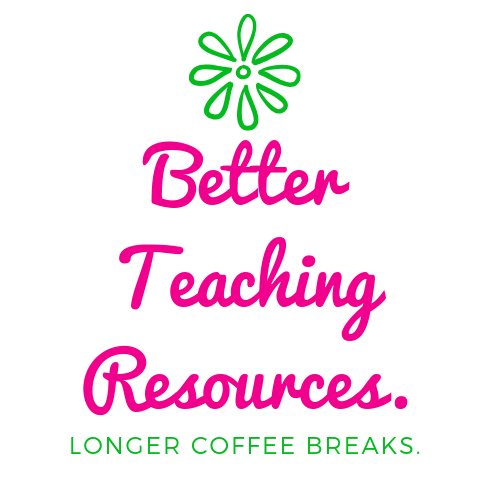 Better
Teaching
Resources.
LONGER COFFEE BREAKS.